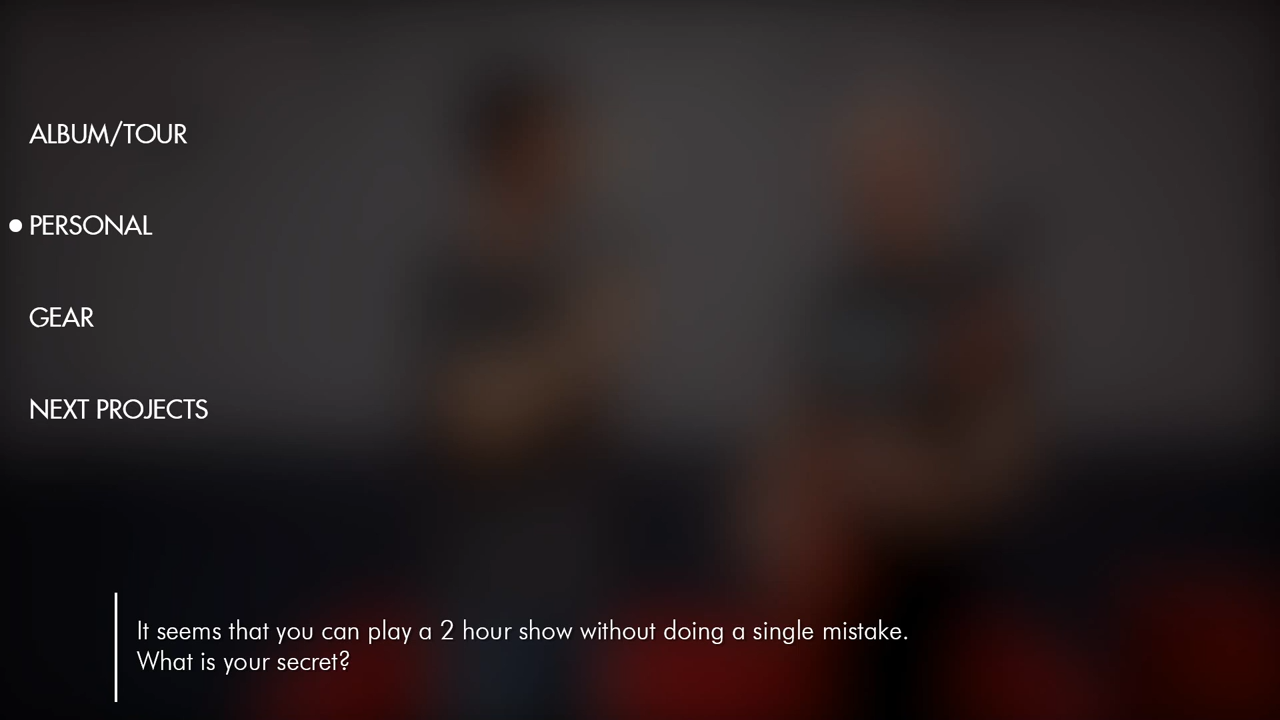 ALBUM/TOUR
PERSONAL
GEAR
NEXT PROJECTS
It seems that you can play a 2 hour show without doing a single mistake.
What is your secret?